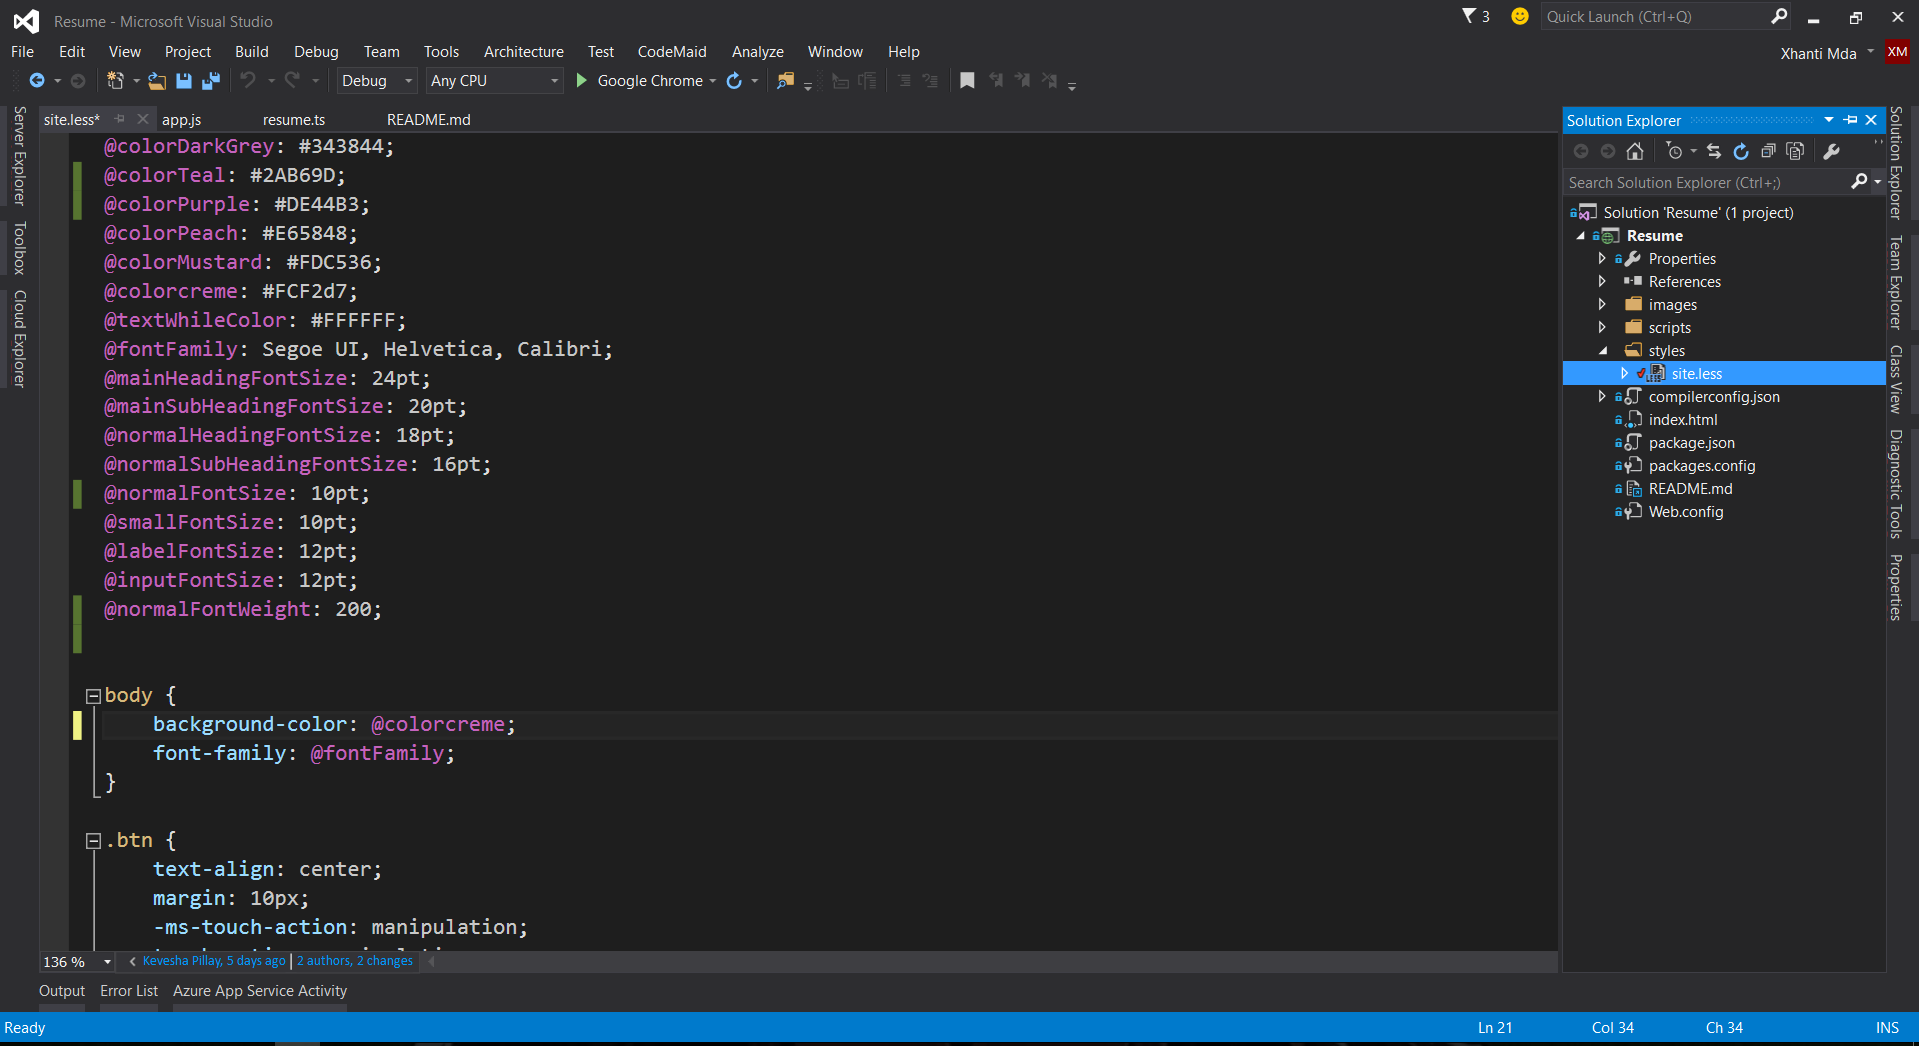 Resume - Microsoft Visual Studio
3
Quick Launch (Ctrl+Q)
File Edit View Project Build Debug Team Tools Architecture Test CodeMaid Analyze Window Help
Xhanti Mda
XM
Debug Any CPU Google Chrome
Server Explorer
Toolbox
Cloud Explorer
site.less* app.js resume.ts README.md
@colorDarkGrey: #343844;
@colorTeal: #2AB69D;
@colorPurple: #DE44B3;
@colorPeach: #E65848;
@colorMustard: #FDC536;
@colorcreme: #FCF2d7;
@textWhileColor: #FFFFFF;
@fontFamily: Segoe UI, Helvetica, Calibri;
@mainHeadingFontSize: 24pt;
@mainSubHeadingFontSize: 20pt;
@normalHeadingFontSize: 18pt;
@normalSubHeadingFontSize: 16pt;
@normalFontSize: 10pt;
@smallFontSize: 10pt;
@labelFontSize: 12pt;
@inputFontSize: 12pt;
@normalFontWeight: 200;
body {
background-color: @colorcreme;
font-family: @fontFamily;
}
.btn {
text-align: center;
margin: 10px;
-ms-touch-action: manipulation;
136 %
Kevesha Pillay, 5 days ago | 2 authors, 2 changes
Solution Explorer
Search Solution Explorer (Ctrl+;)
Solution 'Resume' (1 project)
Resume
Properties
References
images
scripts
styles
site.less
compilerconfig.json
index.html
package.json
packages.config
README.md
Web.config
Solution Explorer
Team Explorer
Class View
Diagnostic Tools
Properties
Output Error List Azure App Service Activity
Ready Ln 21 Col 34 Ch 34 INS